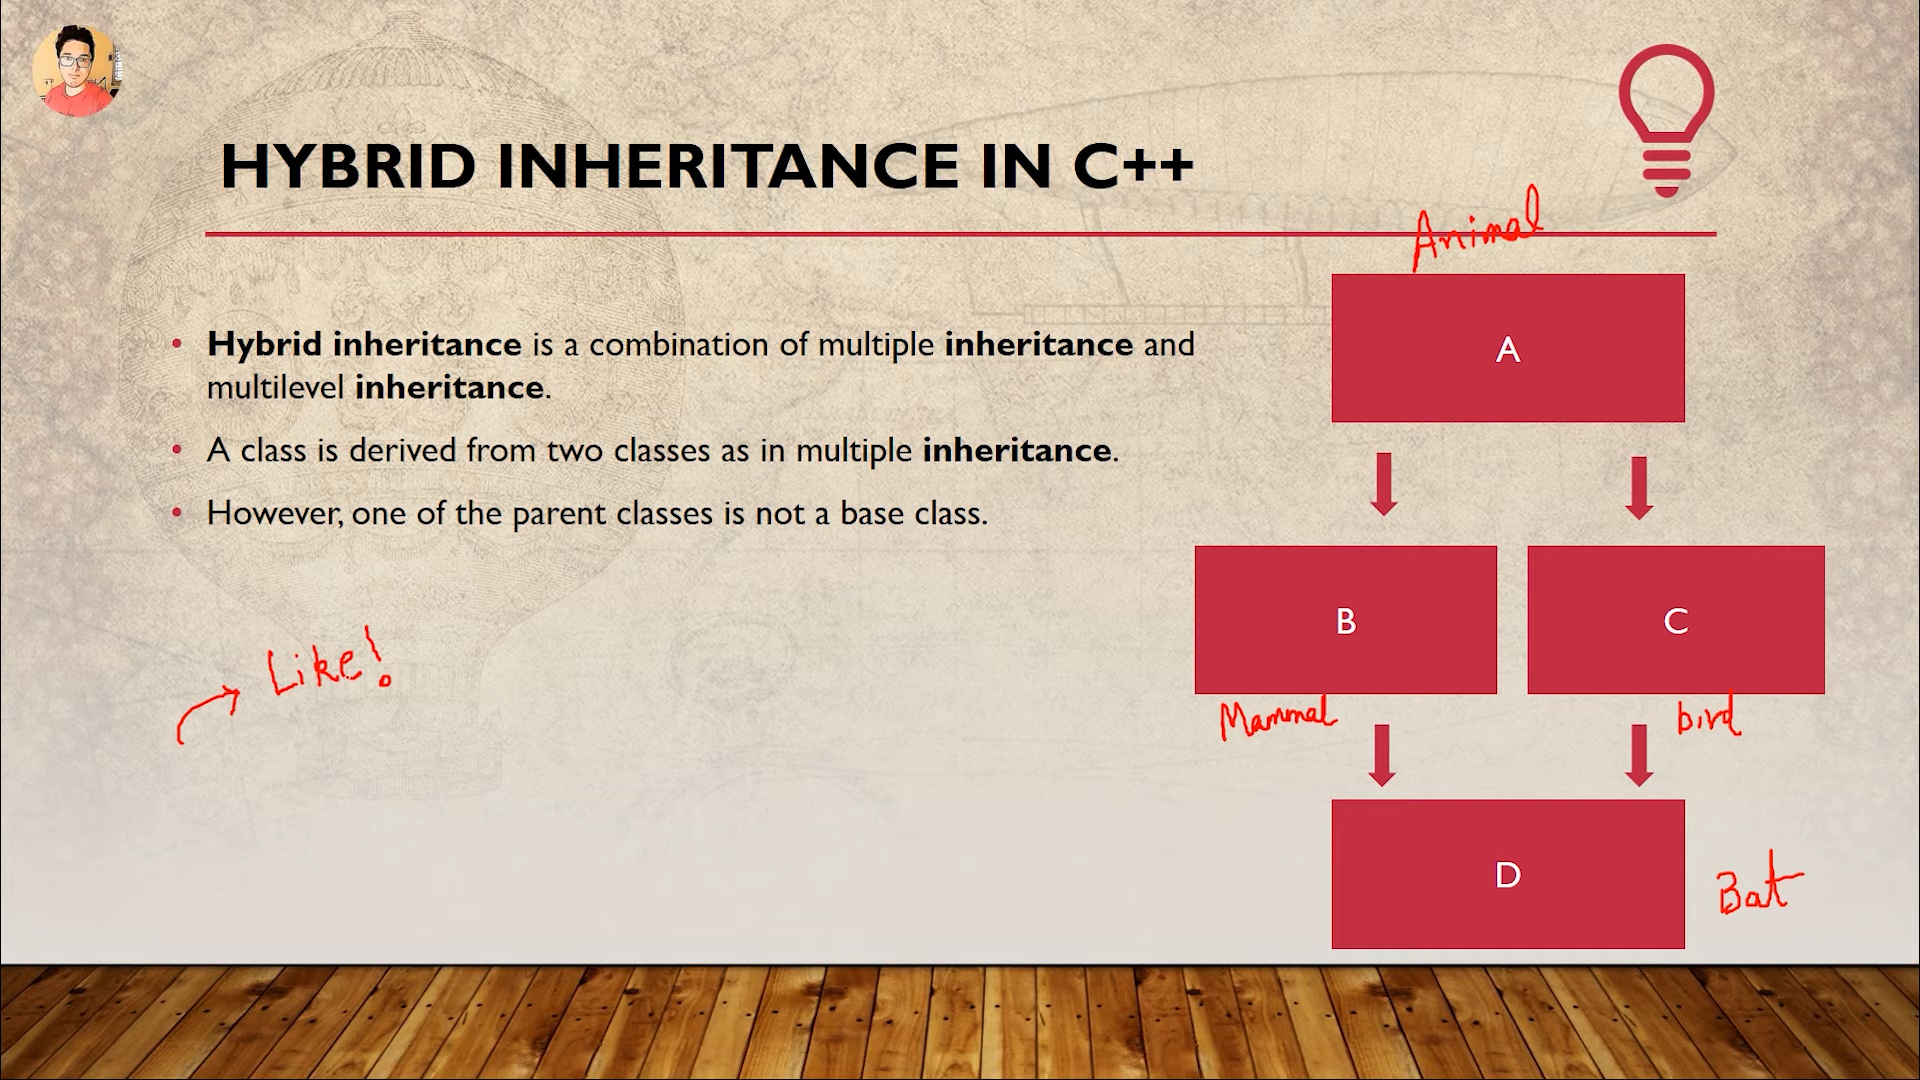 HYBRID INHERITANCE IN C++
Animal
• Hybrid inheritance is a combination of multiple inheritance and
multilevel inheritance.
• A class is derived from two classes as in multiple inheritance.
• However, one of the parent classes is not a base class.
Like!
A
B
C
Mammal
bird
D
Bat